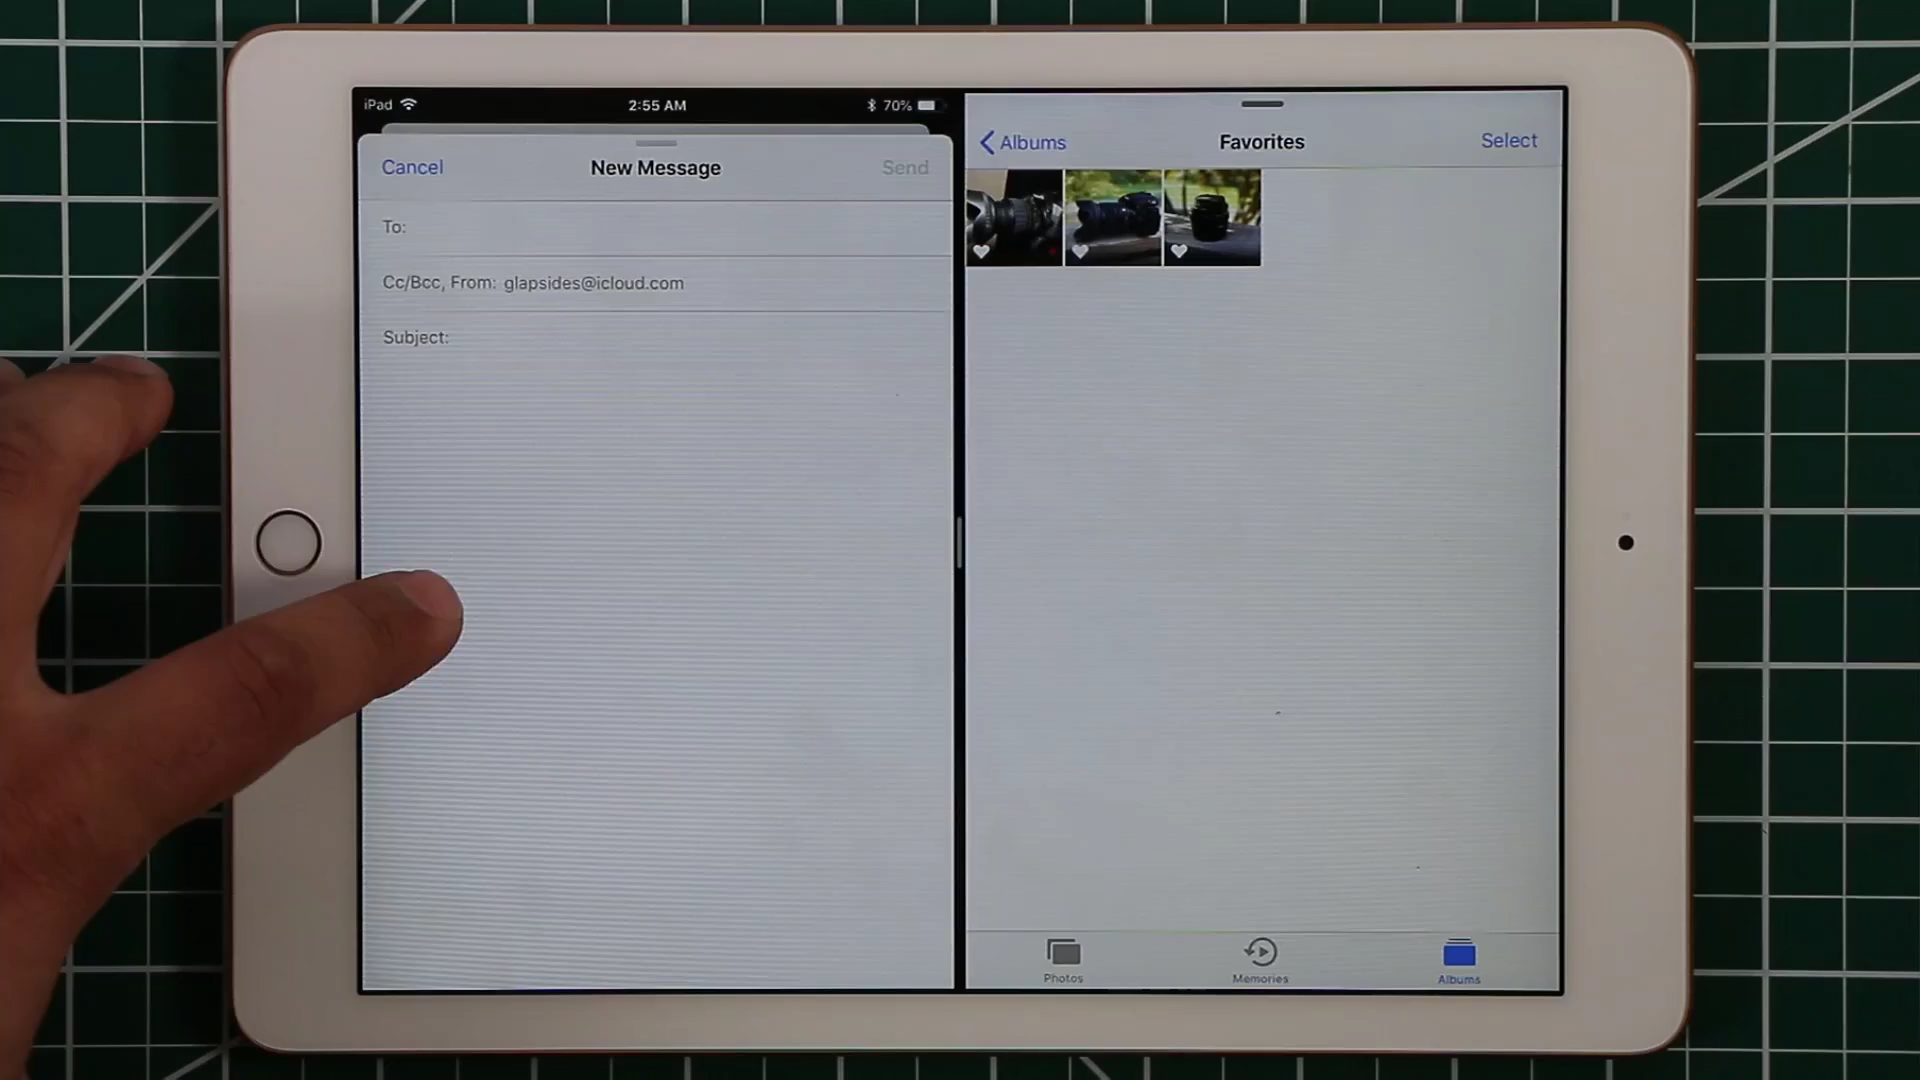 iPad 2:55 AM 70%
Cancel New Message Send
To:
Cc/Bcc, From: glapsides@icloud.com
Subject:
Albums Favorites Select
Photos Memories Albums